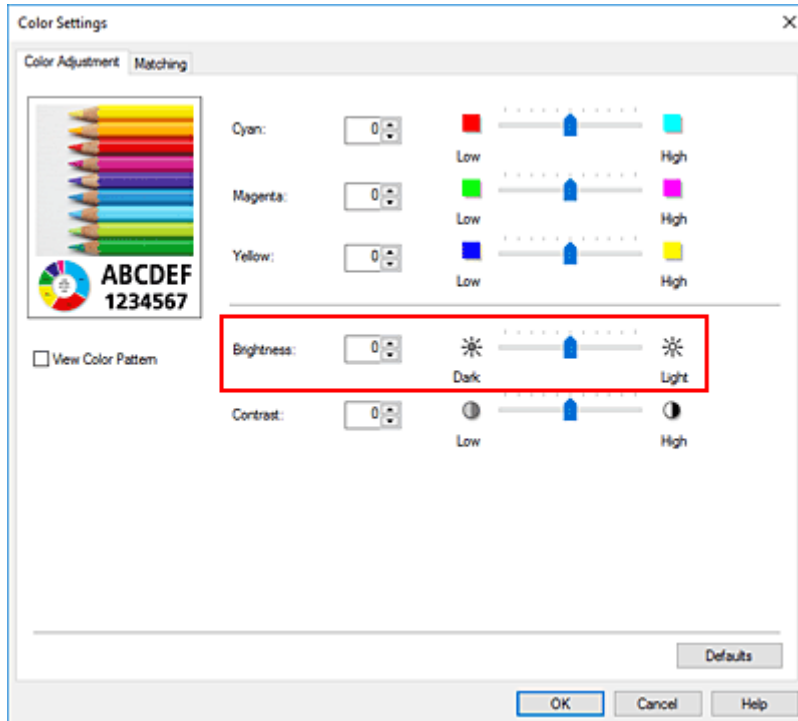 Color Settings
Color Adjustment Matching
Cyan: 0
Low High
Magenta: 0
Low High
Yellow: 0
Low High
ABCDEF
1234567
View Color Pattern
Brightness: 0
Dark Light
Contrast: 0
Low High
Defaults
OK Cancel Help